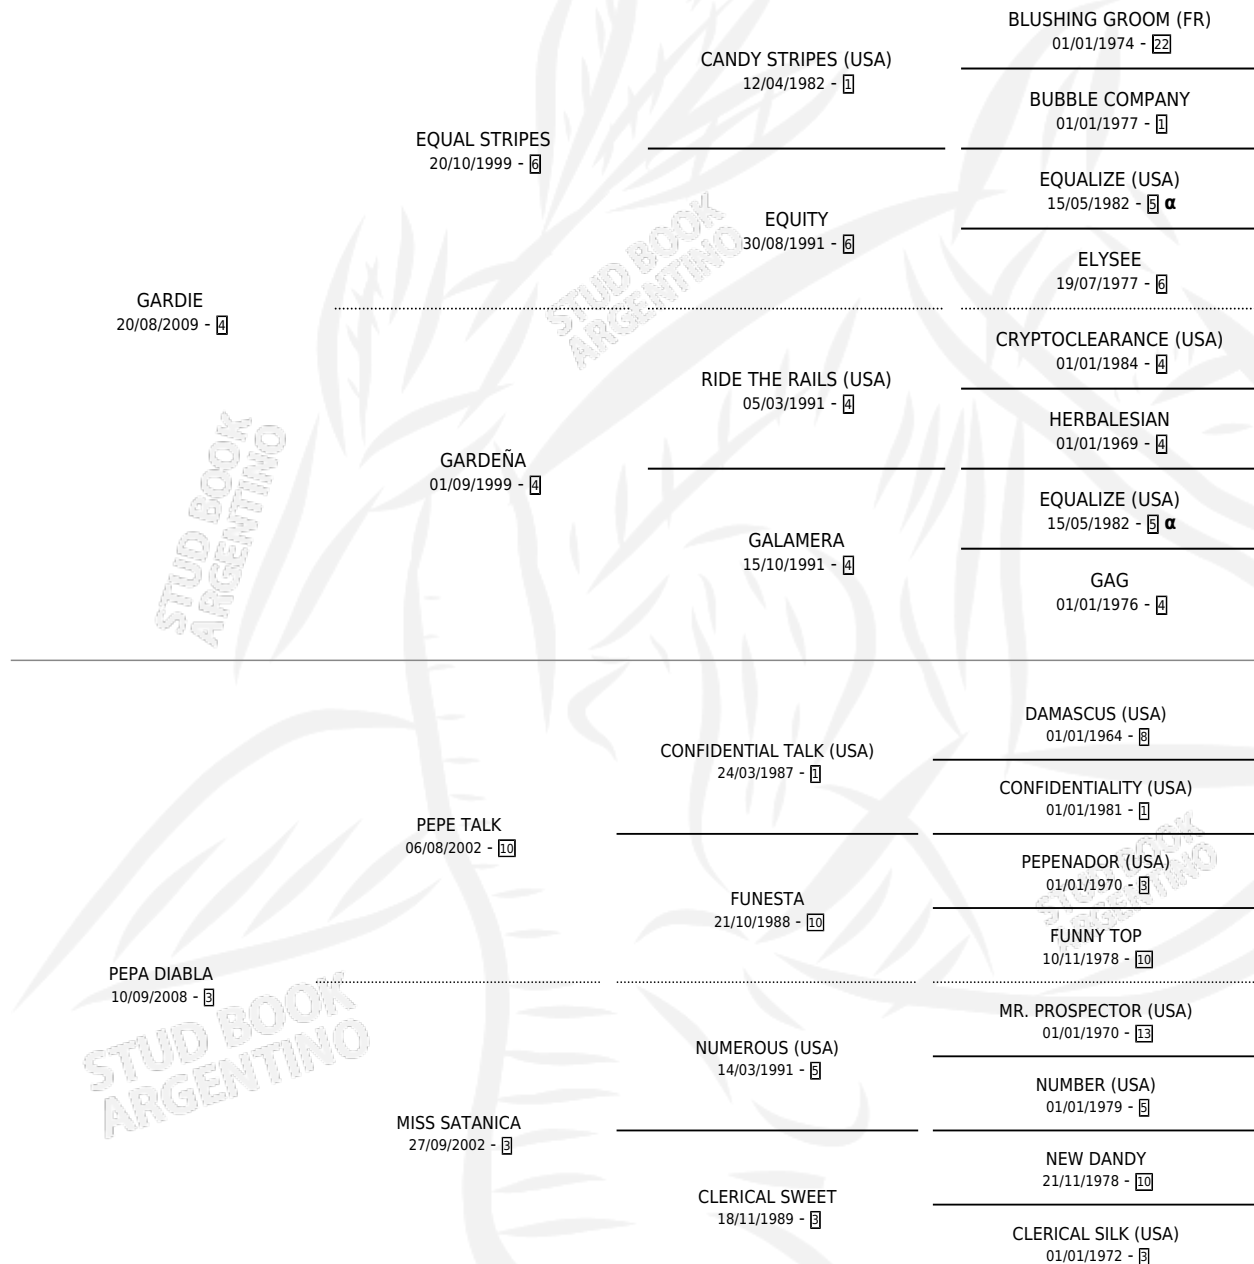 BLUSHING GROOM (FR)
01/01/1974 - 22
CANDY STRIPES (USA)
12/04/1982 - 1
BUBBLE COMPANY
01/01/1977 - 1
EQUAL STRIPES
20/10/1999 - 6
EQUALIZE (USA)
15/05/1982 - 5 α
EQUITY
30/08/1991 - 6
ELYSEE
19/07/1977 - 6
GARDIE
20/08/2009 - 4
CRYPTOCLEARANCE (USA)
01/01/1984 - 4
RIDE THE RAILS (USA)
05/03/1991 - 4
HERBALESIAN
01/01/1969 - 4
GARDEÑA
01/09/1999 - 4
EQUALIZE (USA)
15/05/1982 - 5 α
GALAMERA
15/10/1991 - 4
GAG
01/01/1976 - 4
DAMASCUS (USA)
01/01/1964 - 8
CONFIDENTIAL TALK (USA)
24/03/1987 - 1
CONFIDENTIALITY (USA)
01/01/1981 - 1
PEPE TALK
06/08/2002 - 10
PEPENADOR (USA)
01/01/1970 - 3
FUNESTA
21/10/1988 - 10
FUNNY TOP
10/11/1978 - 10
PEPA DIABLA
10/09/2008 - 3
MR. PROSPECTOR (USA)
01/01/1970 - 13
NUMEROUS (USA)
14/03/1991 - 5
NUMBER (USA)
01/01/1979 - 5
MISS SATANICA
27/09/2002 - 3
NEW DANDY
21/11/1978 - 10
CLERICAL SWEET
18/11/1989 - 3
CLERICAL SILK (USA)
01/01/1972 - 3
STUD BOOK
ARGENTINO
STUD BOOK
ARGENTINO
STUD BOOK
ARGENTINO
STUD BOOK
ARGENTINO